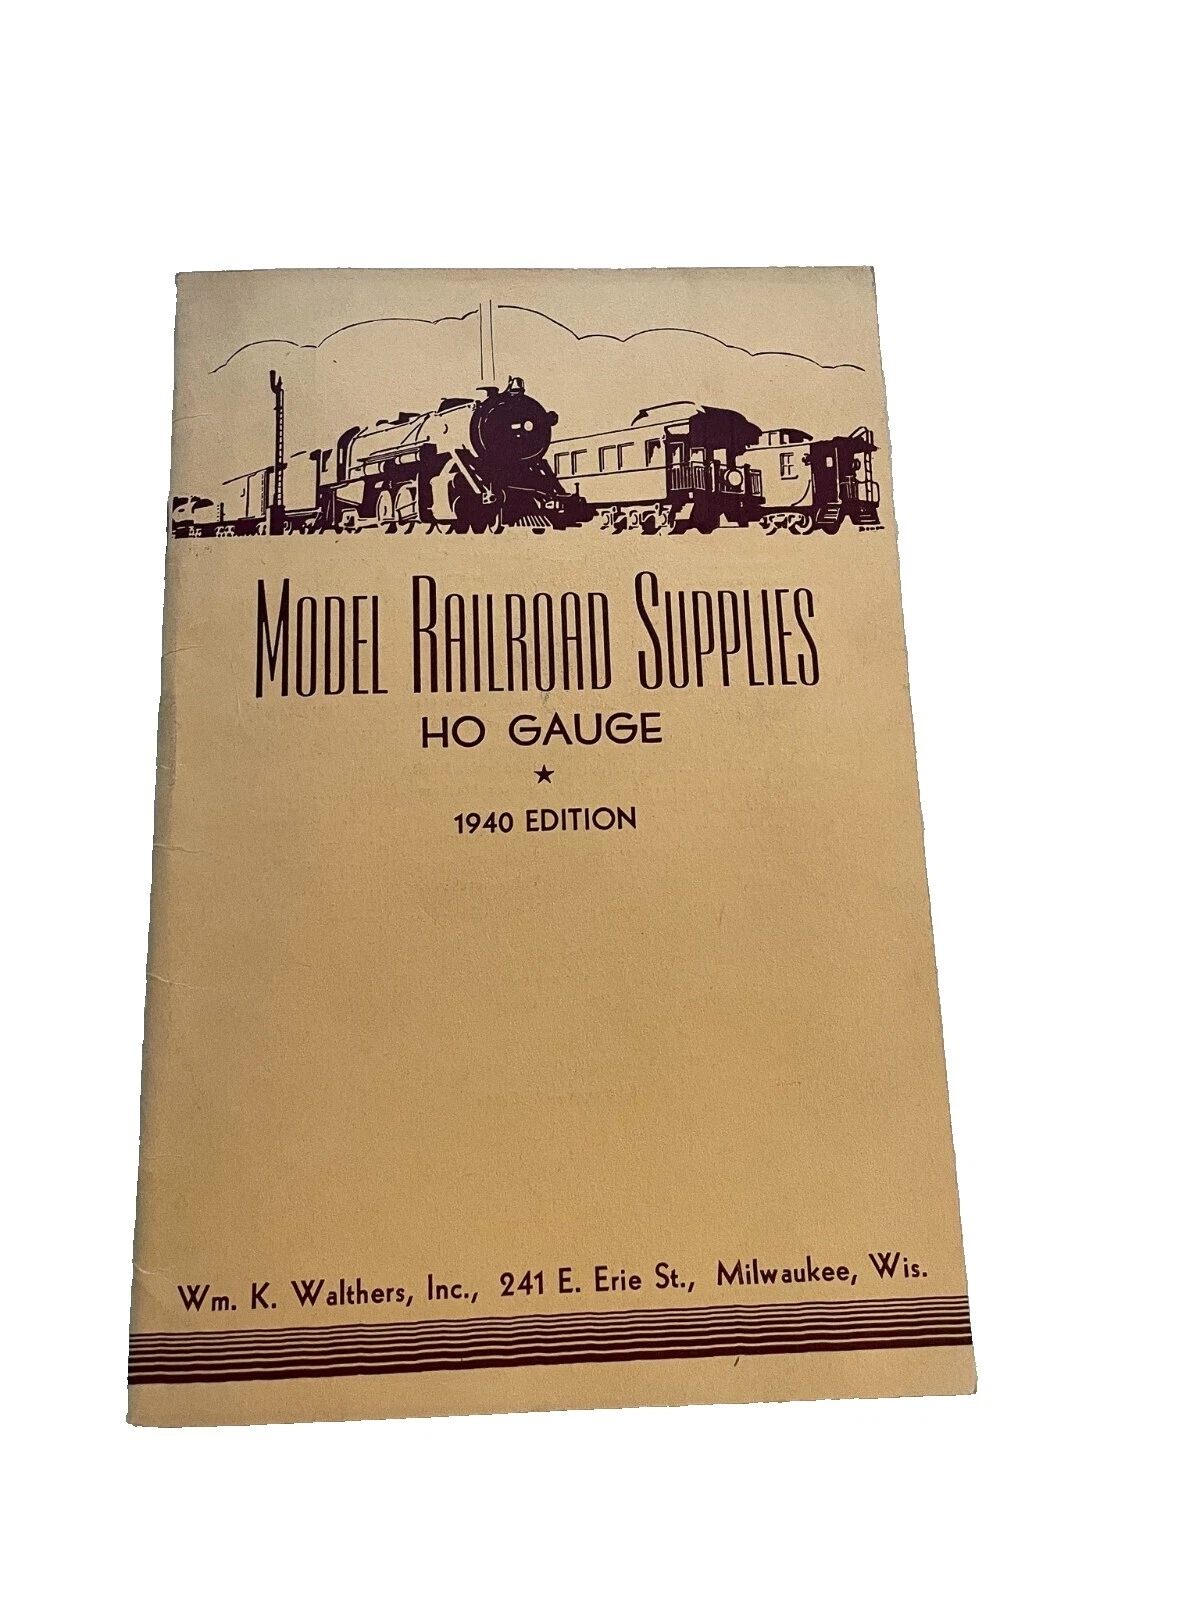 MODEL RAILROAD SUPPLIES
HO GAUGE
★
1940 EDITION
Wm. K. Walthers, Inc., 241 E. Erie St., Milwaukee, Wis.